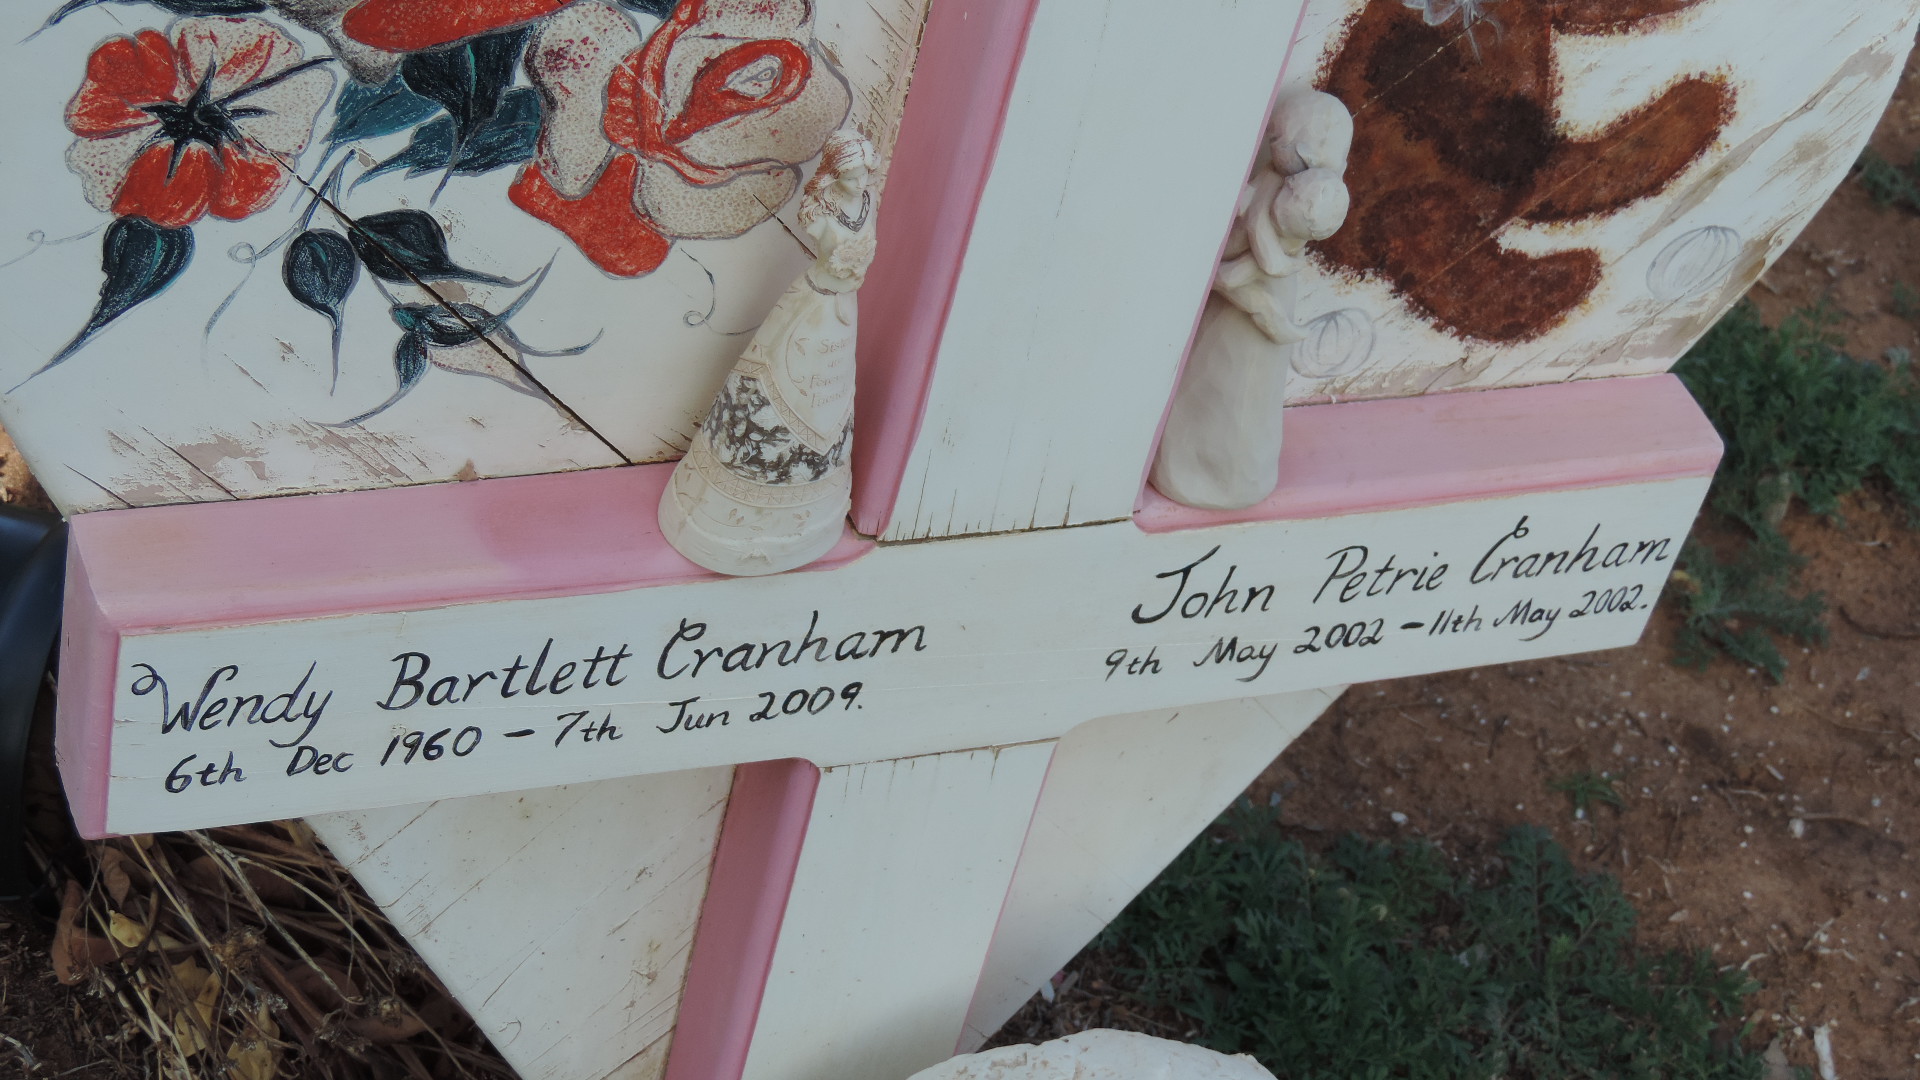 Wendy Bartlett Cranham
6th Dec 1960 - 7th Jun 2009.
John Petrie Cranham
9th May 2002 - 11th May 2002.